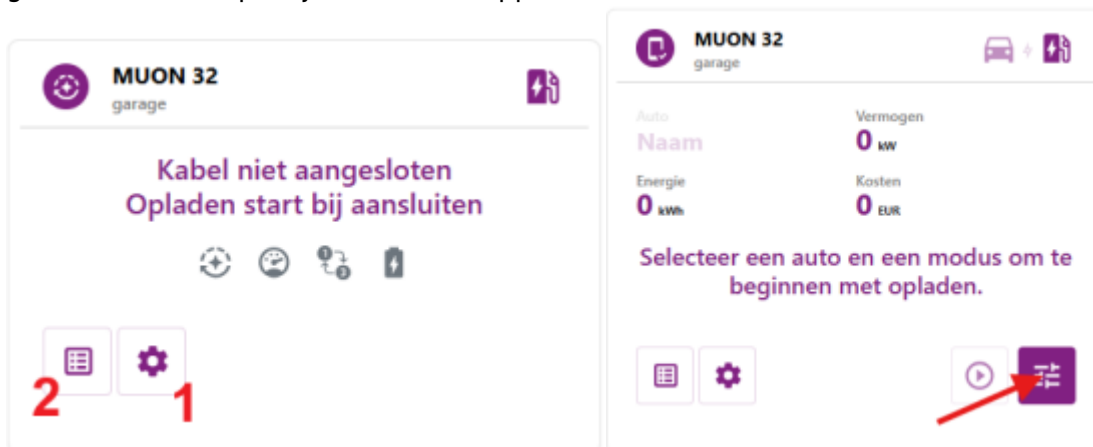 MUON 32
garage
Kabel niet aangesloten
Opladen start bij aansluiten
2
1
MUON 32
garage
Auto
Vermogen
Naam
0 kW
Energie
Kosten
0 kWh
0 EUR
Selecteer een auto en een modus om te
beginnen met opladen.